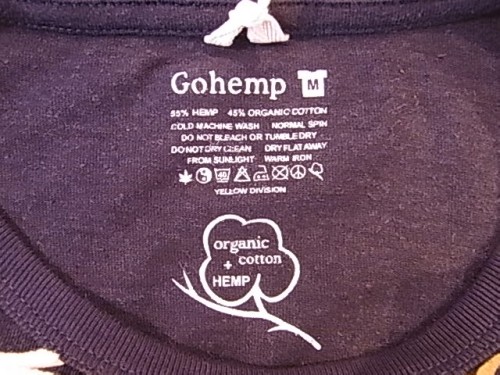 Gohemp M
55% HEMP 45% ORGANIC COTTON
COLD MACHINE WASH NORMAL SPIN
DO NOT BLEACH OR TUMBLE DRY
DO NOT DRY CLEAN DRY FLAT AWAY
FROM SUNLIGHT WARM IRON
40
YELLOW DIVISION
organic
+ cotton
HEMP